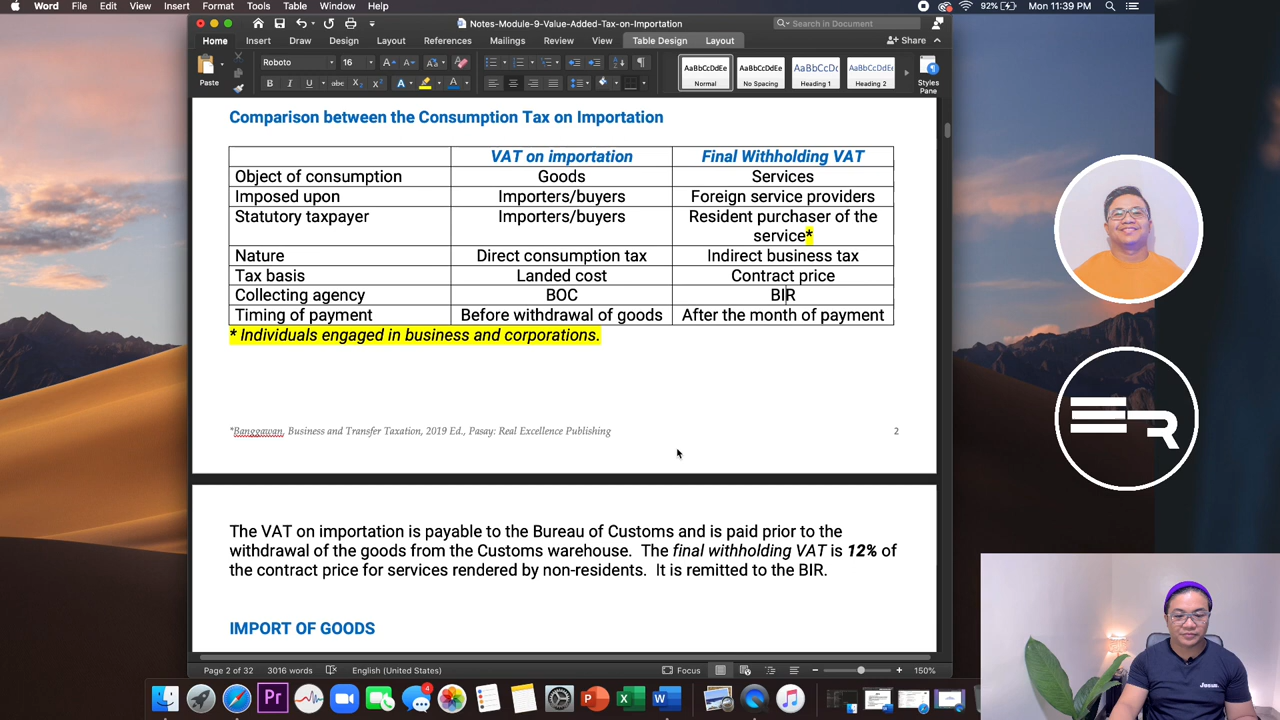 Word File Edit View Insert Format Tools Table Window Help 92% Mon 11:39 PM
Notes-Module-9-Value-Added-Tax-on-Importation Search in Document
Home Insert Draw Design Layout References Mailings Review View Table Design Layout Share
Roboto 16 AaBbCcDdEe AaBbCcDdEe AaBbCcDc AaBbCcDdEe
Paste Normal No Spacing Heading 1 Heading 2 Styles Pane
Comparison between the Consumption Tax on Importation
VAT on importation Final Withholding VAT
Object of consumption Goods Services
Imposed upon Importers/buyers Foreign service providers
Statutory taxpayer Importers/buyers Resident purchaser of the
service*
Nature Direct consumption tax Indirect business tax
Tax basis Landed cost Contract price
Collecting agency BOC BIR
Timing of payment Before withdrawal of goods After the month of payment
* Individuals engaged in business and corporations.
*Banggawan, Business and Transfer Taxation, 2019 Ed., Pasay: Real Excellence Publishing 2
The VAT on importation is payable to the Bureau of Customs and is paid prior to the
withdrawal of the goods from the Customs warehouse. The final withholding VAT is 12% of
the contract price for services rendered by non-residents. It is remitted to the BIR.
IMPORT OF GOODS
Page 2 of 32 3016 words English (United States) Focus 150%
ER
Josus.